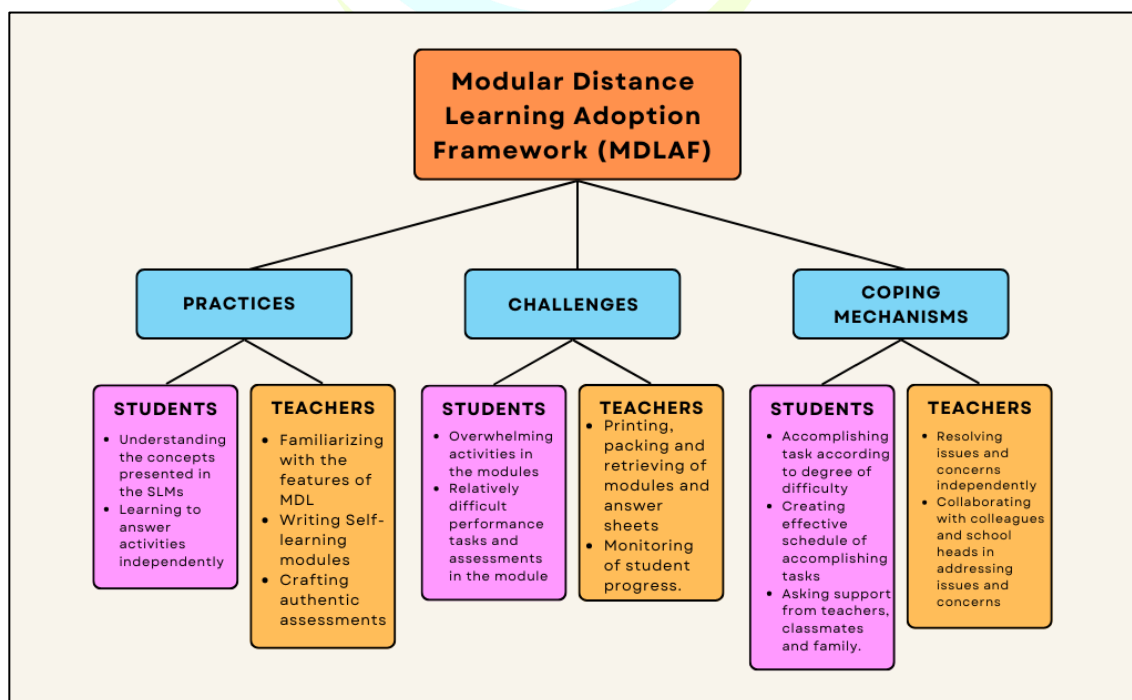 Modular Distance
Learning Adoption
Framework (MDLAF)
PRACTICES
CHALLENGES
COPING
MECHANISMS
STUDENTS
• Understanding
the concepts
presented in
the SLMs
• Learning to
answer
activities
independently
TEACHERS
• Familiarizing
with the
features of
MDL
• Writing Self-
learning
modules
• Crafting
authentic
assessments
STUDENTS
• Overwhelming
activities in
the modules
• Relatively
difficult
performance
tasks and
assessments
in the module
TEACHERS
• Printing,
packing and
retrieving of
modules and
answer
sheets
• Monitoring
of student
progress.
STUDENTS
• Accomplishing
task according
to degree of
difficulty
• Creating
effective
schedule of
accomplishing
tasks
• Asking support
from teachers,
classmates
and family.
TEACHERS
• Resolving
issues and
concerns
independently
• Collaborating
with colleagues
and school
heads in
addressing
issues and
concerns